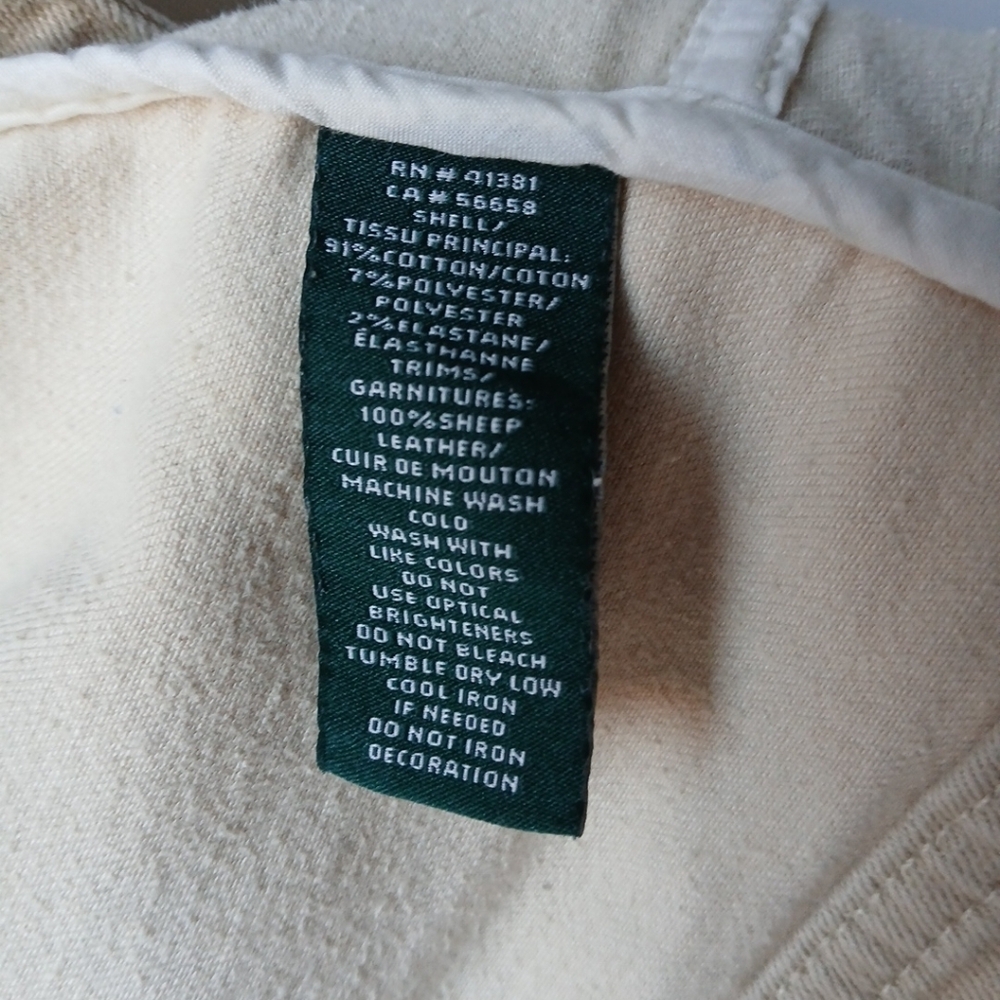 RN # 41381
CA # 56658
SHELL/
TISSU PRINCIPAL:
91%COTTON/COTON
7%POLYESTER/
POLYESTER
2%ELASTANE/
ÉLASTHANNE
TRIMS/
GARNITURES:
100%SHEEP
LEATHER/
CUIR DE MOUTON
MACHINE WASH
COLD
WASH WITH
LIKE COLORS
DO NOT
USE OPTICAL
BRIGHTENERS
DO NOT BLEACH
TUMBLE DRY LOW
COOL IRON
IF NEEDED
DO NOT IRON
DECORATION